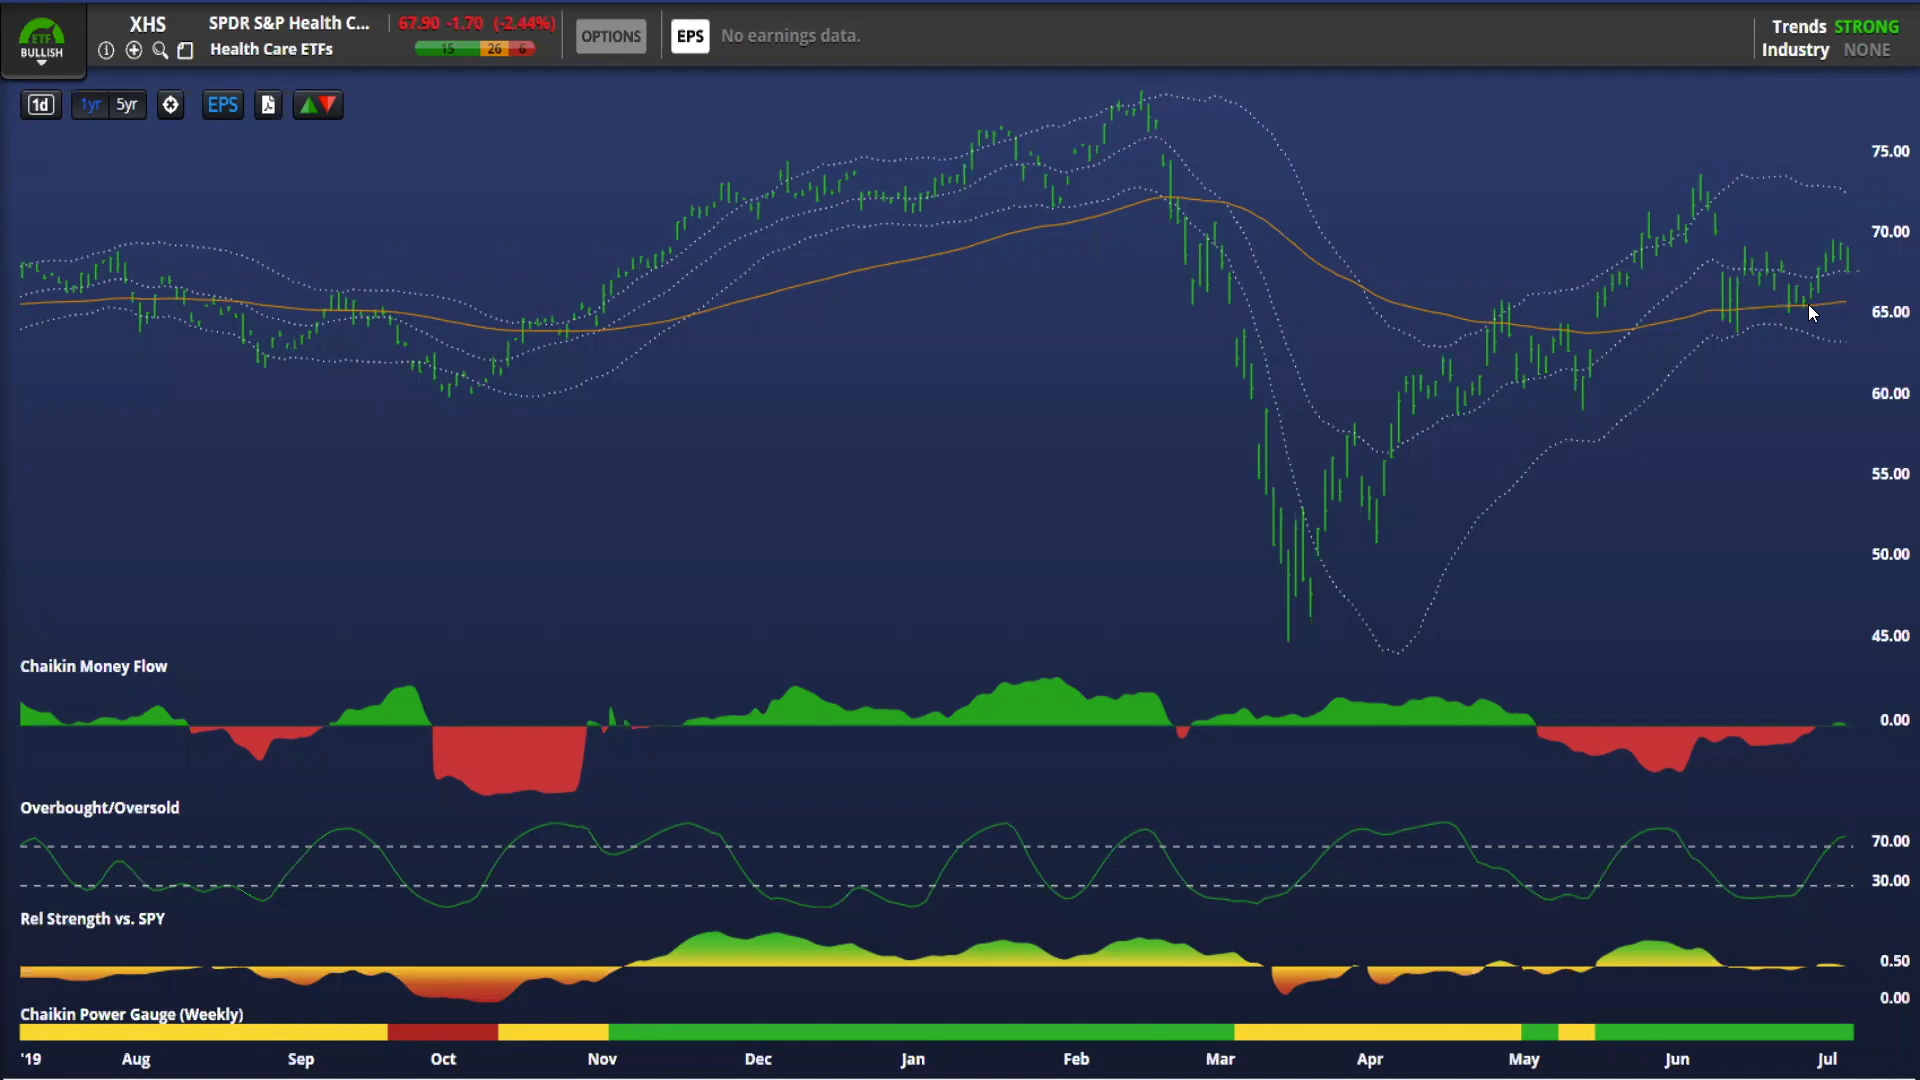 XHS SPDR S&P Health C... 67.90 -1.70 (-2.44%) OPTIONS EPS No earnings data. Trends STRONG
ETF
BULLISH
Health Care ETFs 15 26 6 Industry NONE
1d 1yr 5yr EPS
75.00
70.00
65.00
60.00
55.00
50.00
45.00
Chaikin Money Flow
0.00
Overbought/Oversold
70.00
30.00
Rel Strength vs. SPY
0.50
0.00
Chaikin Power Gauge (Weekly)
'19 Aug Sep Oct Nov Dec Jan Feb Mar Apr May Jun Jul